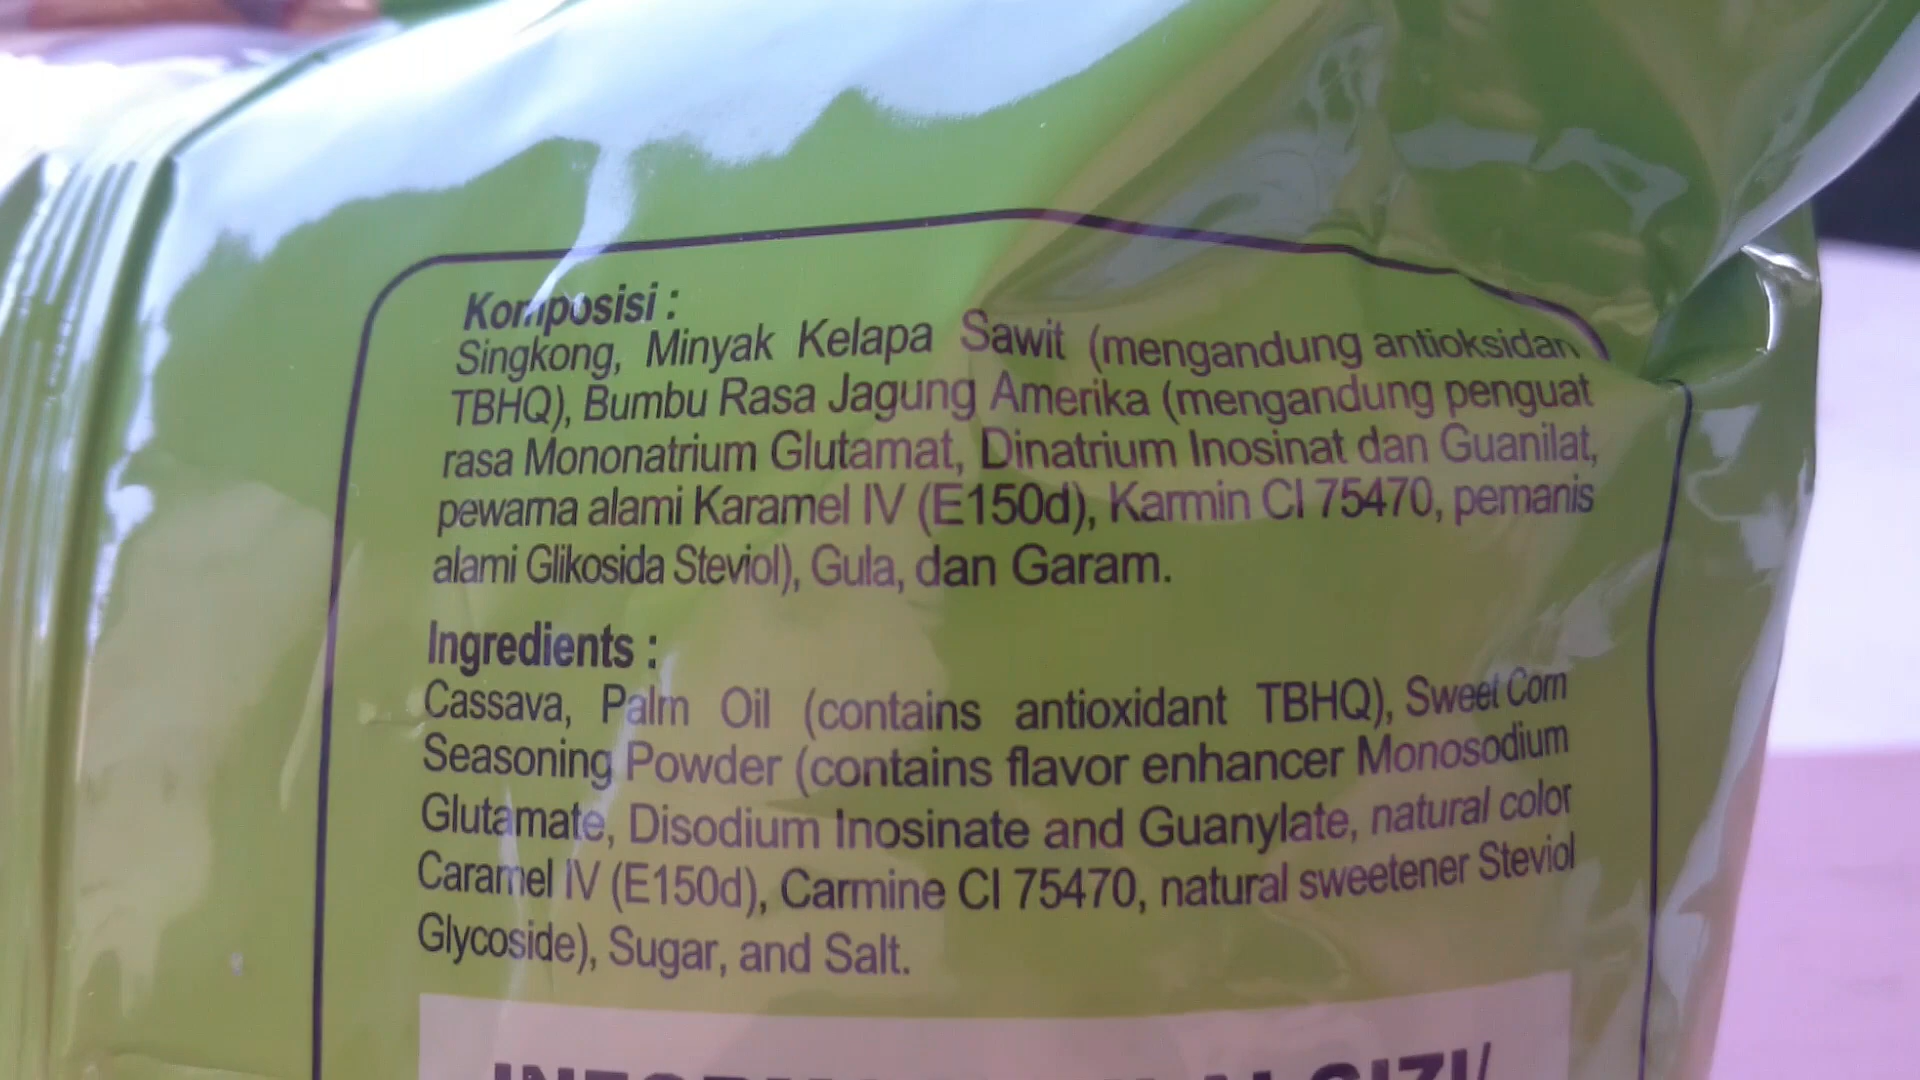 Komposisi :
Singkong, Minyak Kelapa Sawit (mengandung antioksidan
TBHQ), Bumbu Rasa Jagung Amerika (mengandung penguat
rasa Mononatrium Glutamat, Dinatrium Inosinat dan Guanilat,
pewarna alami Karamel IV (E150d), Karmin CI 75470, pemanis
alami Glikosida Steviol), Gula, dan Garam.
Ingredients :
Cassava, Palm Oil (contains antioxidant TBHQ), Sweet Corn
Seasoning Powder (contains flavor enhancer Monosodium
Glutamate, Disodium Inosinate and Guanylate, natural color
Caramel IV (E150d), Carmine CI 75470, natural sweetener Steviol
Glycoside), Sugar, and Salt.
GIZI/